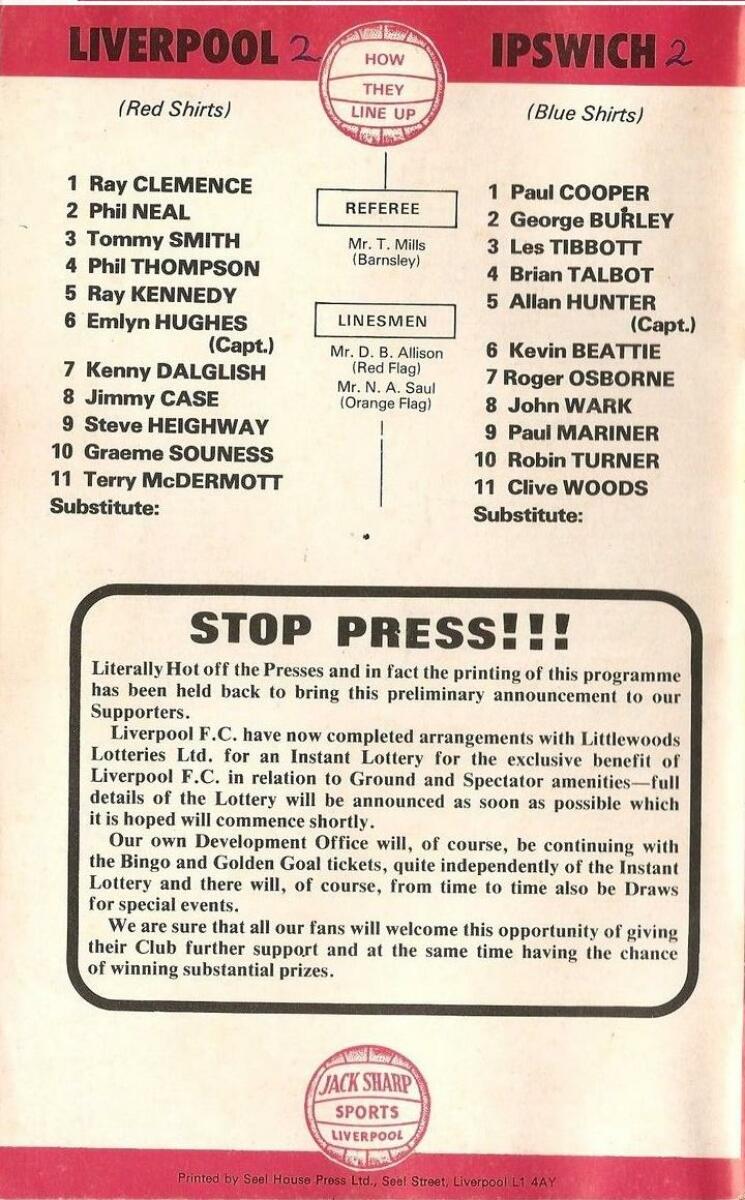 LIVERPOOL 2
HOW
THEY
LINE UP
IPSWICH 2
(Red Shirts)
(Blue Shirts)
1 Ray CLEMENCE
2 Phil NEAL
3 Tommy SMITH
4 Phil THOMPSON
5 Ray KENNEDY
6 Emlyn HUGHES
(Capt.)
7 Kenny DALGLISH
8 Jimmy CASE
9 Steve HEIGHWAY
10 Graeme SOUNESS
11 Terry McDERMOTT
Substitute:
REFEREE
Mr. T. Mills
(Barnsley)
LINESMEN
Mr. D. B. Allison
(Red Flag)
Mr. N. A. Saul
(Orange Flag)
1 Paul COOPER
2 George BURLEY
3 Les TIBBOTT
4 Brian TALBOT
5 Allan HUNTER
(Capt.)
6 Kevin BEATTIE
7 Roger OSBORNE
8 John WARK
9 Paul MARINER
10 Robin TURNER
11 Clive WOODS
Substitute:
STOP PRESS!!!
Literally Hot off the Presses and in fact the printing of this programme
has been held back to bring this preliminary announcement to our
Supporters.
Liverpool F.C. have now completed arrangements with Littlewoods
Lotteries Ltd. for an Instant Lottery for the exclusive benefit of
Liverpool F.C. in relation to Ground and Spectator amenities—full
details of the Lottery will be announced as soon as possible which
it is hoped will commence shortly.
Our own Development Office will, of course, be continuing with
the Bingo and Golden Goal tickets, quite independently of the Instant
Lottery and there will, of course, from time to time also be Draws
for special events.
We are sure that all our fans will welcome this opportunity of giving
their Club further support and at the same time having the chance
of winning substantial prizes.
JACK SHARP
SPORTS
LIVERPOOL
Printed by Seel House Press Ltd., Seel Street, Liverpool L1 4AY